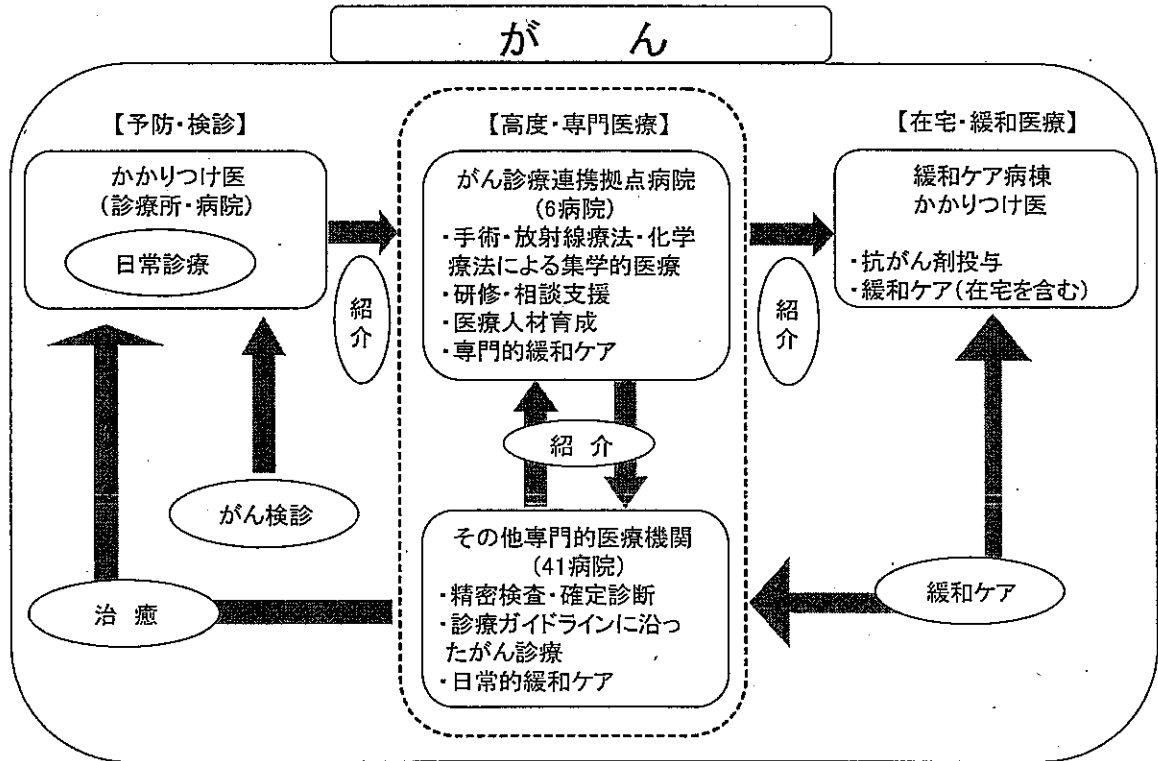 がん
【予防・検診】
かかりつけ医
(診療所・病院)
日常診療
紹介
がん検診
治癒
【高度・専門医療】
がん診療連携拠点病院
(6病院)
・手術・放射線療法・化学
療法による集学的医療
・研修・相談支援
・医療人材育成
・専門的緩和ケア
紹介
その他専門的医療機関
(41病院)
・精密検査・確定診断
・診療ガイドラインに沿っ
たがん診療
・日常的緩和ケア
紹介
【在宅・緩和医療】
緩和ケア病棟
かかりつけ医
・抗がん剤投与
・緩和ケア(在宅を含む)
緩和ケア